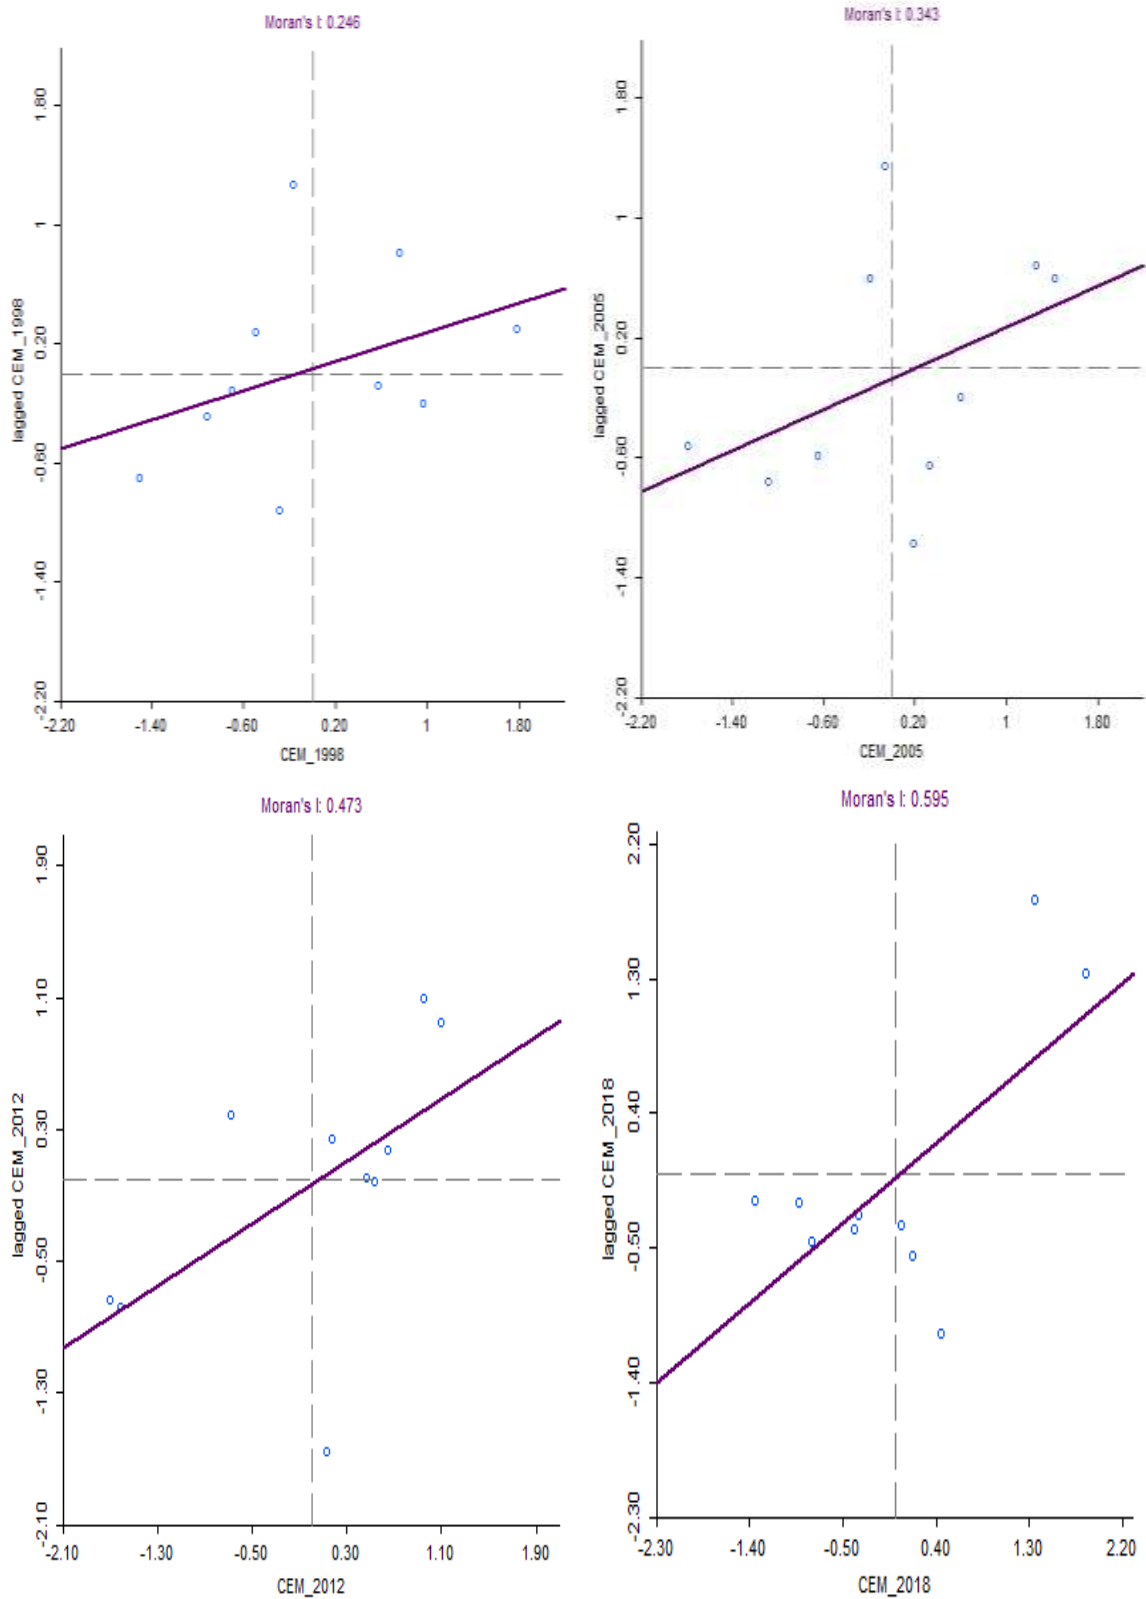 Moran's I: 0.246
1.80
1
0.20
-0.60
-1.40
-2.20
lagged CEM_1998
-2.20 -1.40 -0.60 0.20 1 1.80
CEM_1998
Moran's I: 0.343
1.80
1
0.20
-0.60
-1.40
-2.20
lagged CEM_2005
-2.20 -1.40 -0.60 0.20 1 1.80
CEM_2005
Moran's I: 0.473
1.90
1.10
0.30
-0.50
-1.30
-2.10
lagged CEM_2012
-2.10 -1.30 -0.50 0.30 1.10 1.90
CEM_2012
Moran's I: 0.595
2.20
1.30
0.40
-0.50
-1.40
-2.30
lagged CEM_2018
-2.30 -1.40 -0.50 0.40 1.30 2.20
CEM_2018